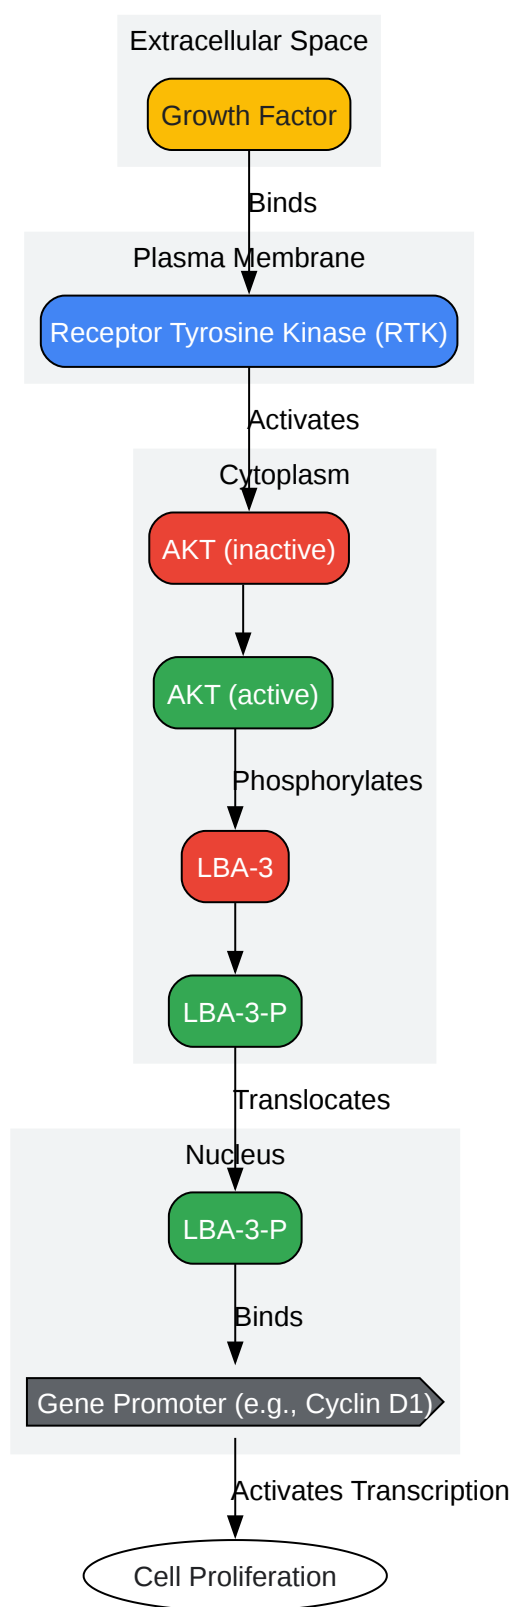 Extracellular Space
Growth Factor
Binds
Plasma Membrane
Receptor Tyrosine Kinase (RTK)
Activates
Cytoplasm
AKT (inactive)
AKT (active)
Phosphorylates
LBA-3
LBA-3-P
Translocates
Nucleus
LBA-3-P
Binds
Gene Promoter (e.g., Cyclin D1)
Activates Transcription
Cell Proliferation